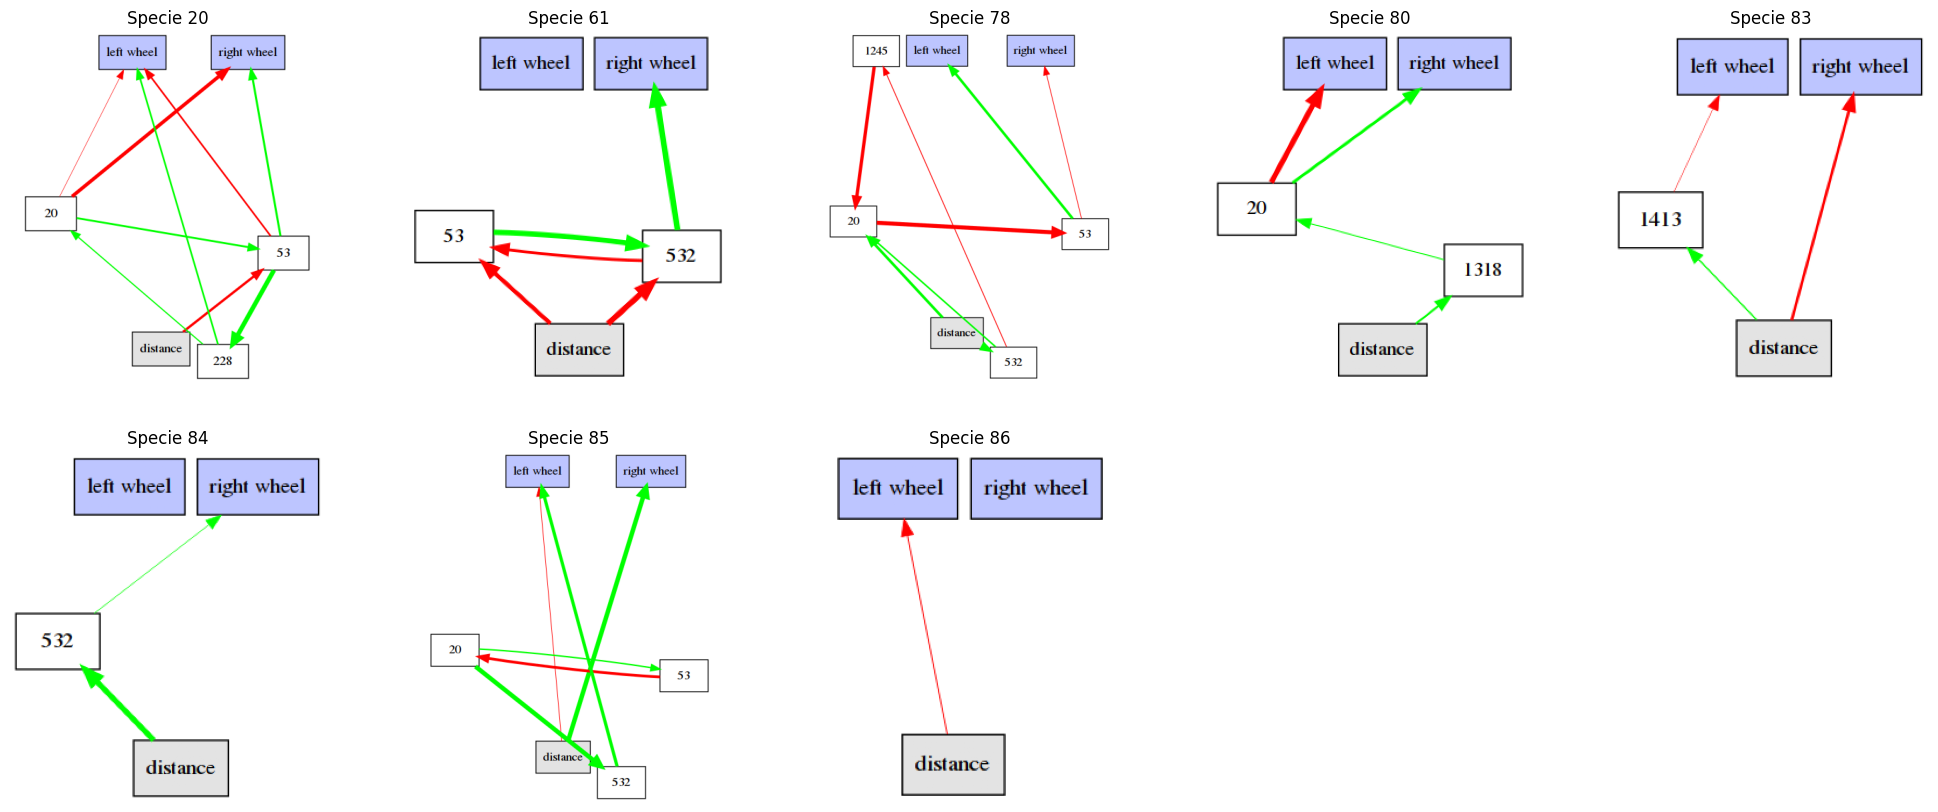 Specie 20
left wheel
right wheel
20
53
distance
228
Specie 61
left wheel
right wheel
53
532
distance
Specie 78
1245
left wheel
right wheel
20
53
distance
532
Specie 80
left wheel
right wheel
20
1318
distance
Specie 83
left wheel
right wheel
1413
distance
Specie 84
left wheel
right wheel
532
distance
Specie 85
left wheel
right wheel
20
53
distance
532
Specie 86
left wheel
right wheel
distance